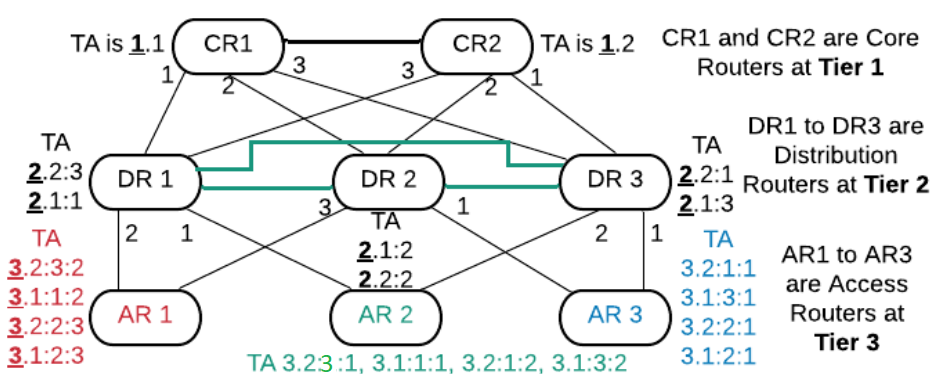 TA is 1.1
CR1
CR2
TA is 1.2
CR1 and CR2 are Core
Routers at Tier 1
1
2
3
3
2
1
TA
2.2:3
2.1:1
DR 1
DR 2
DR 3
TA
2.2:1
2.1:3
DR1 to DR3 are
Distribution
Routers at Tier 2
2
1
3
TA
2.1:2
2.2:2
1
2
1
TA
3.2:3:2
3.1:1:2
3.2:2:3
3.1:2:3
AR 1
AR 2
AR 3
TA
3.2:1:1
3.1:3:1
3.2:2:1
3.1:2:1
AR1 to AR3
are Access
Routers at
Tier 3
TA 3.2:3:1, 3.1:1:1, 3.2:1:2, 3.1:3:2